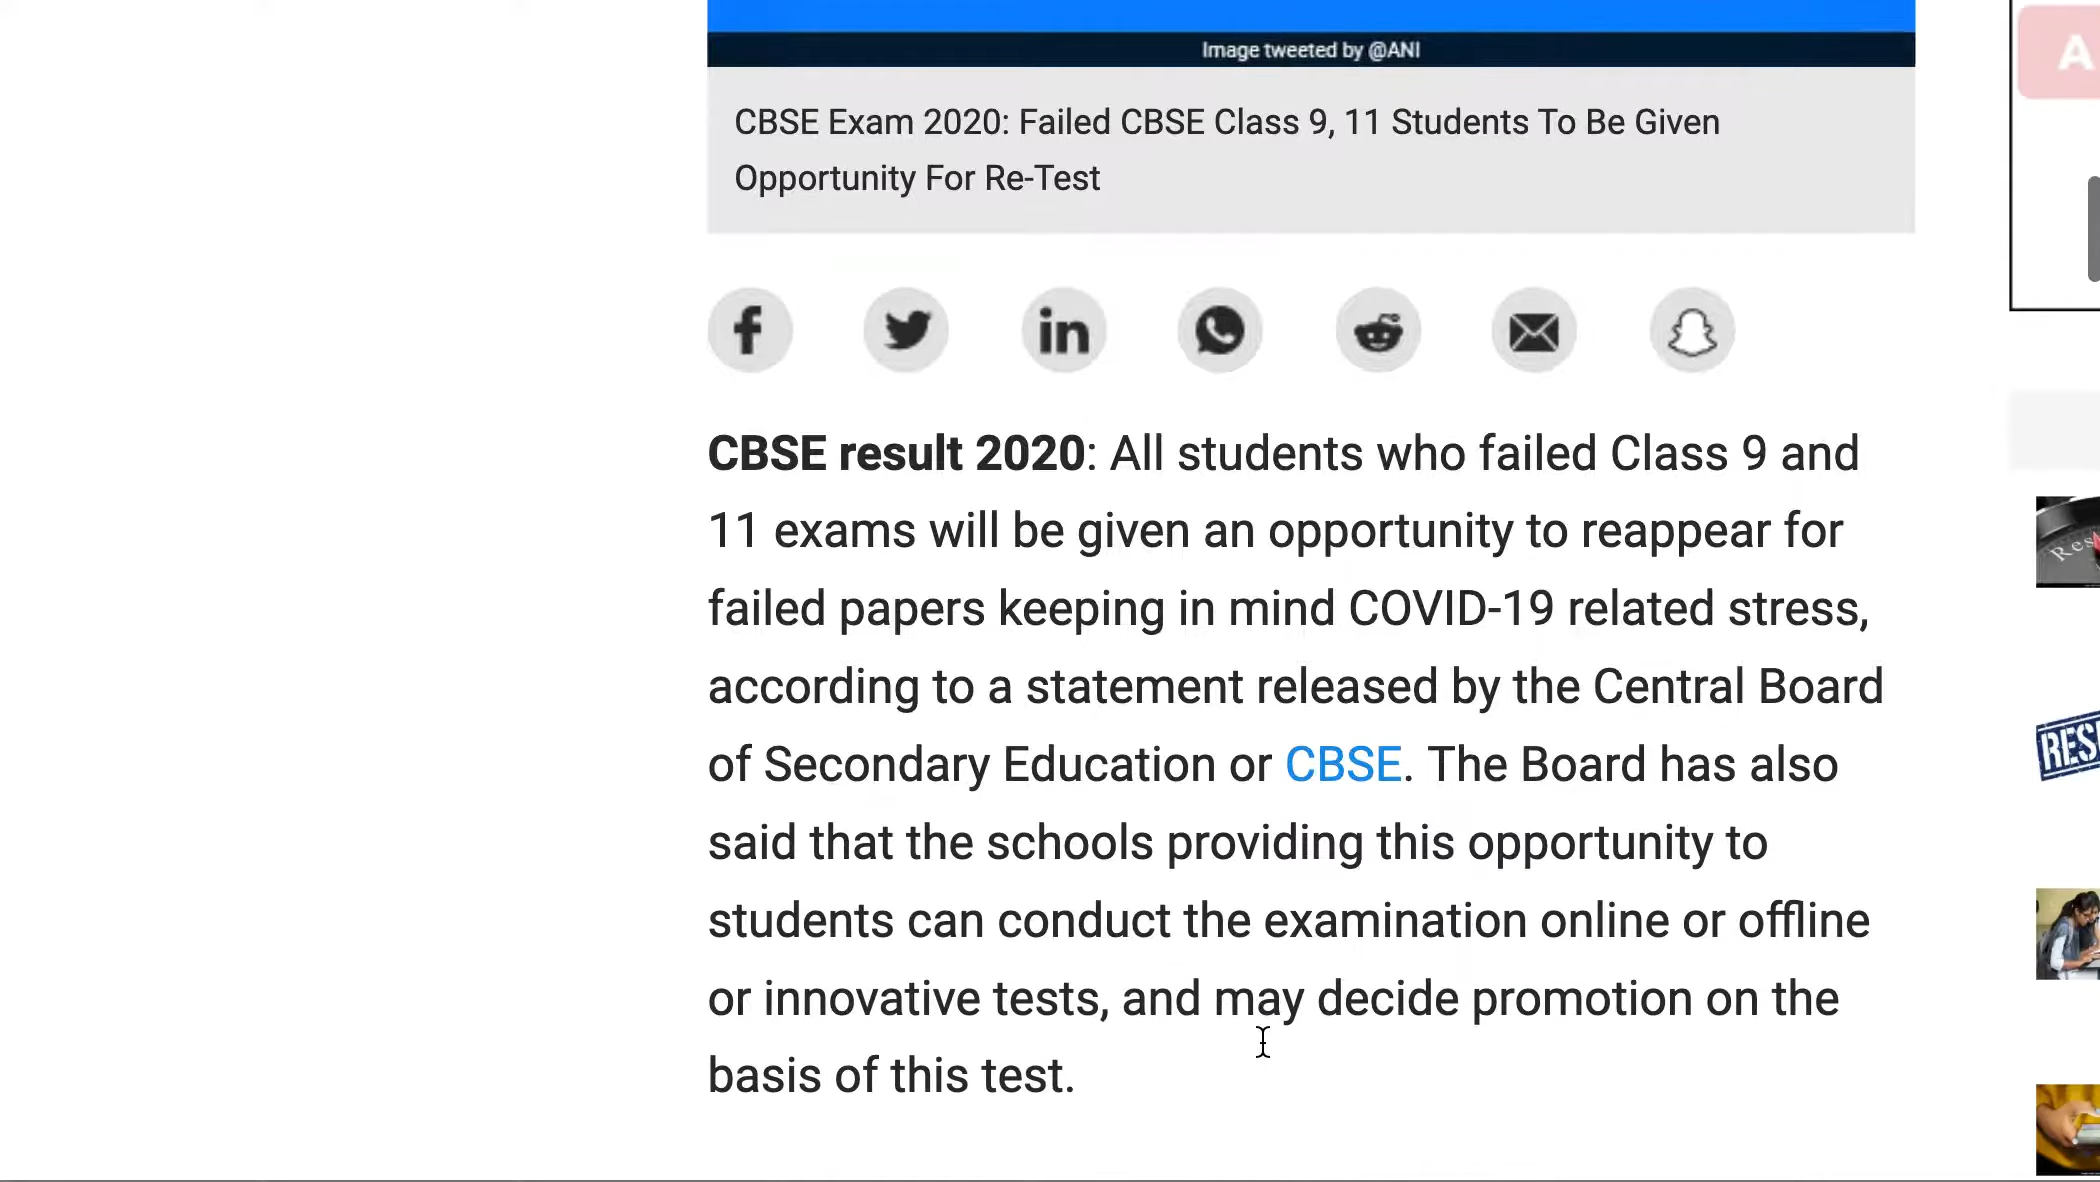 Image tweeted by @ANI
A
CBSE Exam 2020: Failed CBSE Class 9, 11 Students To Be Given
Opportunity For Re-Test
CBSE result 2020: All students who failed Class 9 and
11 exams will be given an opportunity to reappear for
failed papers keeping in mind COVID-19 related stress,
according to a statement released by the Central Board
of Secondary Education or CBSE. The Board has also
said that the schools providing this opportunity to
students can conduct the examination online or offline
or innovative tests, and may decide promotion on the
basis of this test.
Res
RES